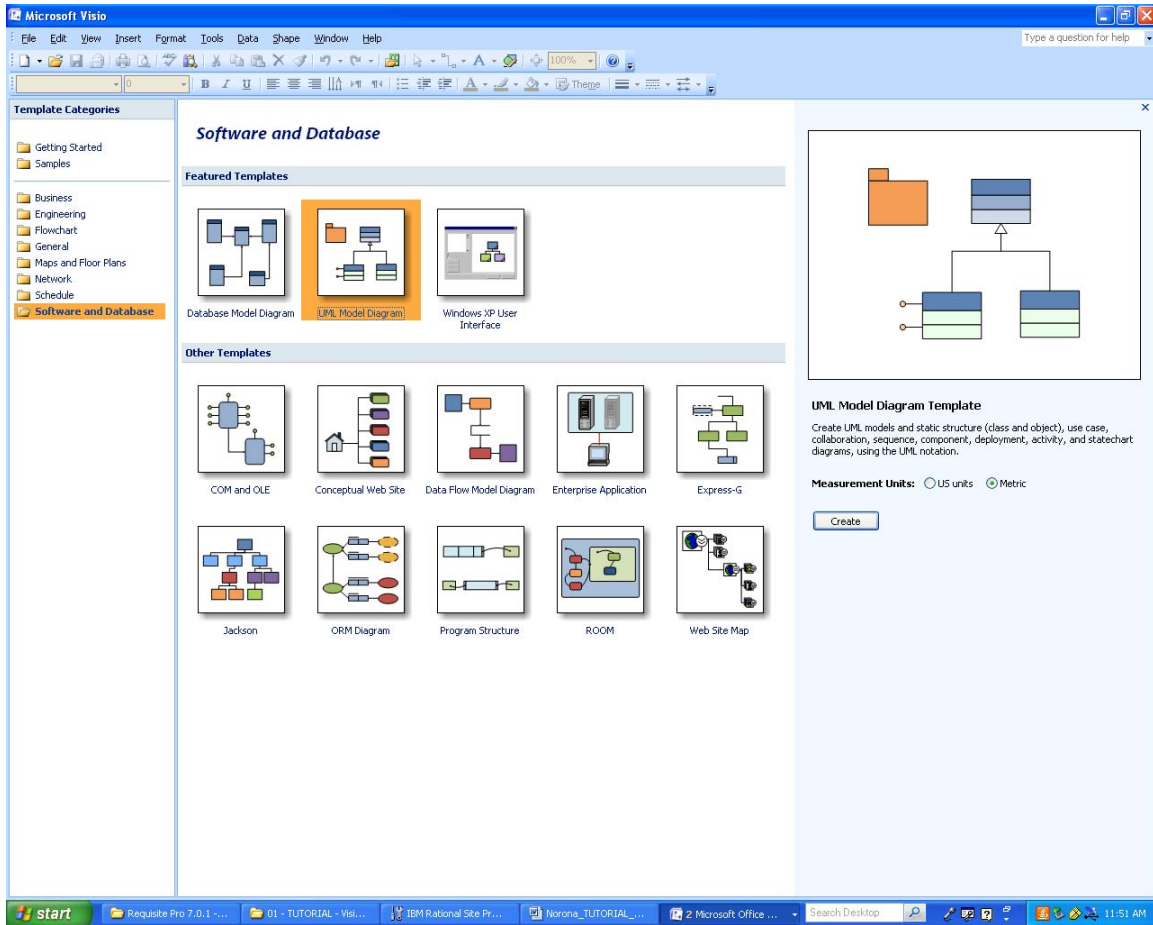 Microsoft Visio
File Edit View Insert Format Tools Data Shape Window Help
Type a question for help
100%
0
B I U
Theme
Template Categories
Getting Started
Samples
Business
Engineering
Flowchart
General
Maps and Floor Plans
Network
Schedule
Software and Database
Software and Database
Featured Templates
Database Model Diagram
UML Model Diagram
Windows XP User
Interface
Other Templates
COM and OLE
Conceptual Web Site
Data Flow Model Diagram
Enterprise Application
Express-G
Jackson
ORM Diagram
Program Structure
ROOM
Web Site Map
UML Model Diagram Template
Create UML models and static structure (class and object), use case,
collaboration, sequence, component, deployment, activity, and statechart
diagrams, using the UML notation.
Measurement Units: US units Metric
Create
start
Requisite Pro 7.0.1 -...
01 - TUTORIAL - Visi...
IBM Rational Site Pr...
Norona_TUTORIAL_...
2 Microsoft Office ...
Search Desktop
11:51 AM